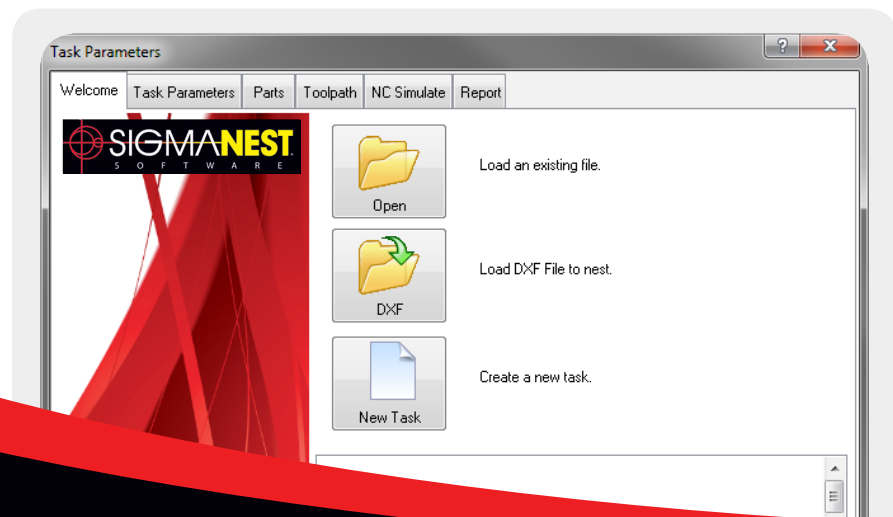 Task Parameters
?
X
Welcome Task Parameters Parts Toolpath NC Simulate Report
SIGMANEST.
SOFTWARE
Open
Load an existing file.
DXF
Load DXF File to nest.
New Task
Create a new task.